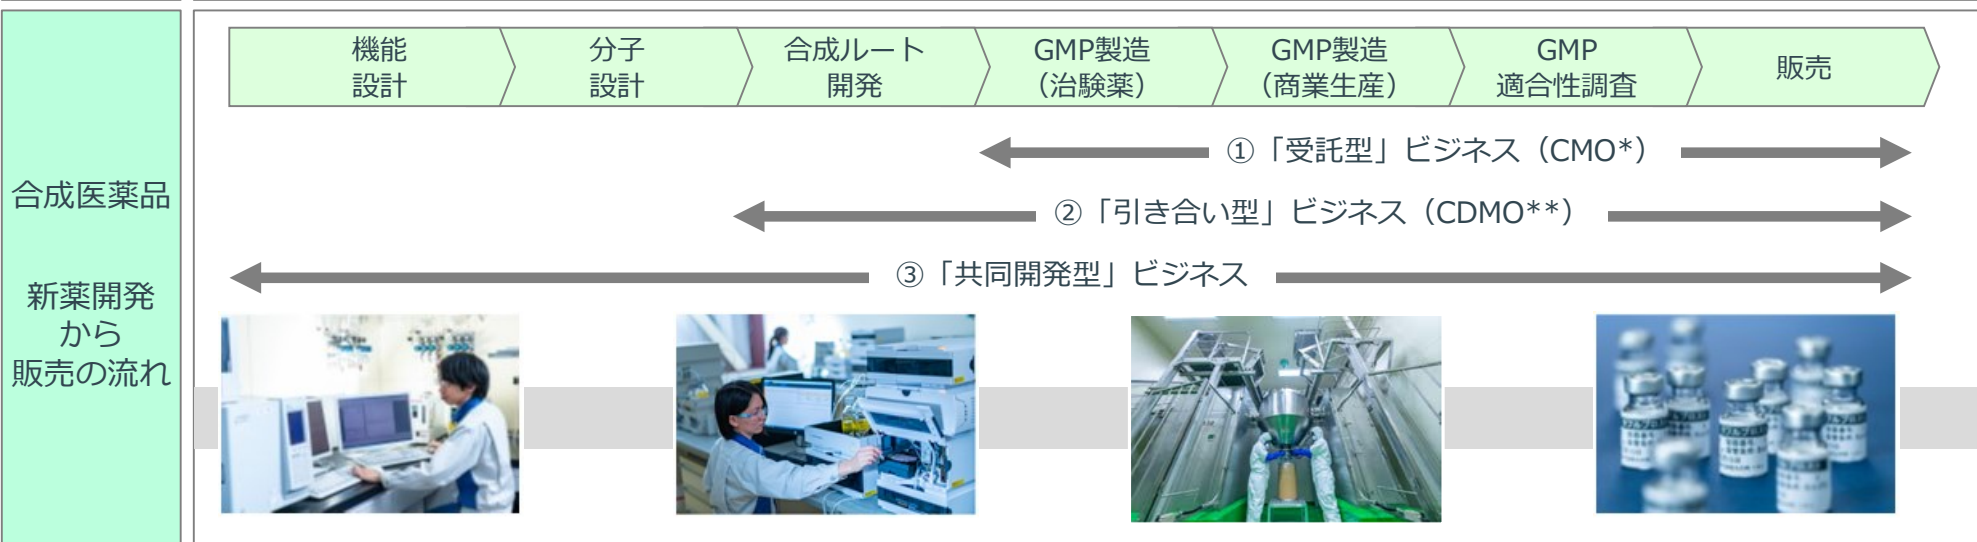 合成医薬品
新薬開発
から
販売の流れ
機能
設計
分子
設計
合成ルート
開発
GMP製造
（治験薬）
GMP製造
（商業生産）
GMP
適合性調査
販売
①「受託型」ビジネス（CMO*）
②「引き合い型」ビジネス（CDMO**）
③「共同開発型」ビジネス